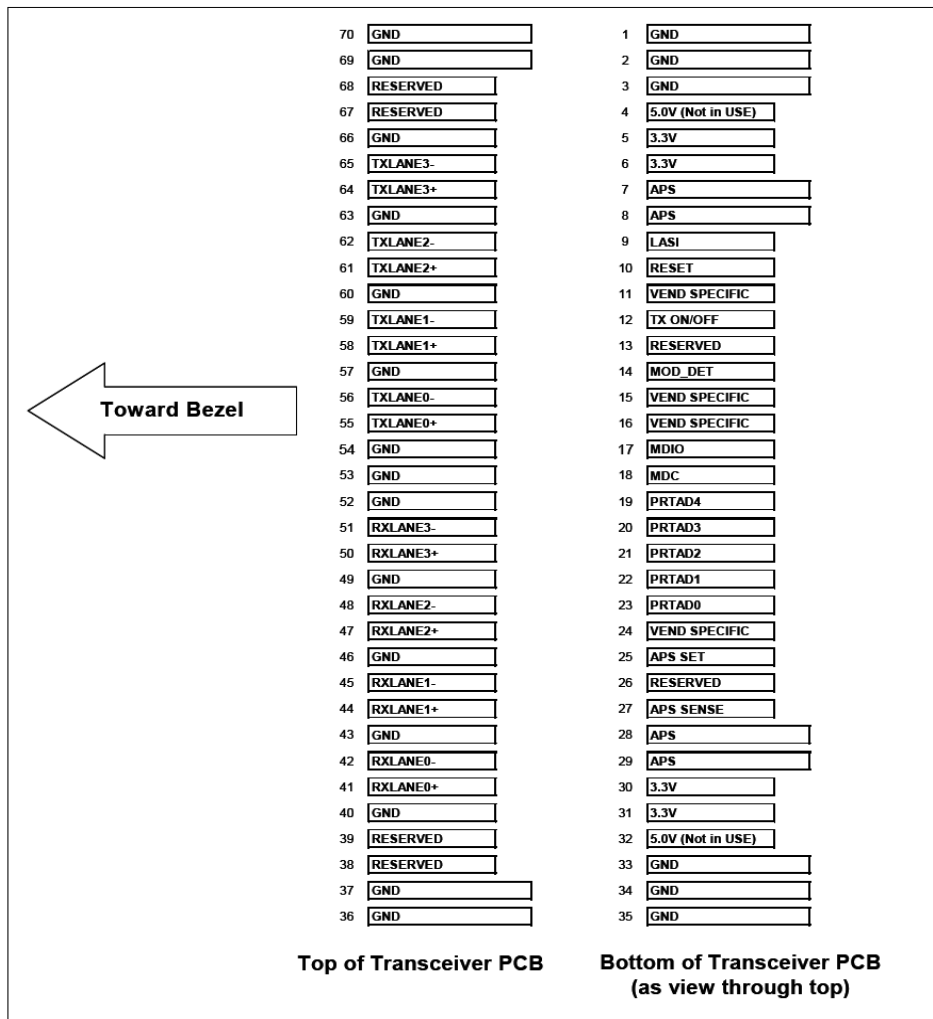 70 GND 1 GND
69 GND 2 GND
68 RESERVED 3 GND
67 RESERVED 4 5.0V (Not in USE)
66 GND 5 3.3V
65 TXLANE3- 6 3.3V
64 TXLANE3+ 7 APS
63 GND 8 APS
62 TXLANE2- 9 LASI
61 TXLANE2+ 10 RESET
60 GND 11 VEND SPECIFIC
59 TXLANE1- 12 TX ON/OFF
58 TXLANE1+ 13 RESERVED
57 GND 14 MOD_DET
56 TXLANE0- 15 VEND SPECIFIC
Toward Bezel
55 TXLANE0+ 16 VEND SPECIFIC
54 GND 17 MDIO
53 GND 18 MDC
52 GND 19 PRTAD4
51 RXLANE3- 20 PRTAD3
50 RXLANE3+ 21 PRTAD2
49 GND 22 PRTAD1
48 RXLANE2- 23 PRTAD0
47 RXLANE2+ 24 VEND SPECIFIC
46 GND 25 APS SET
45 RXLANE1- 26 RESERVED
44 RXLANE1+ 27 APS SENSE
43 GND 28 APS
42 RXLANE0- 29 APS
41 RXLANE0+ 30 3.3V
40 GND 31 3.3V
39 RESERVED 32 5.0V (Not in USE)
38 RESERVED 33 GND
37 GND 34 GND
36 GND 35 GND
Top of Transceiver PCB Bottom of Transceiver PCB
(as view through top)